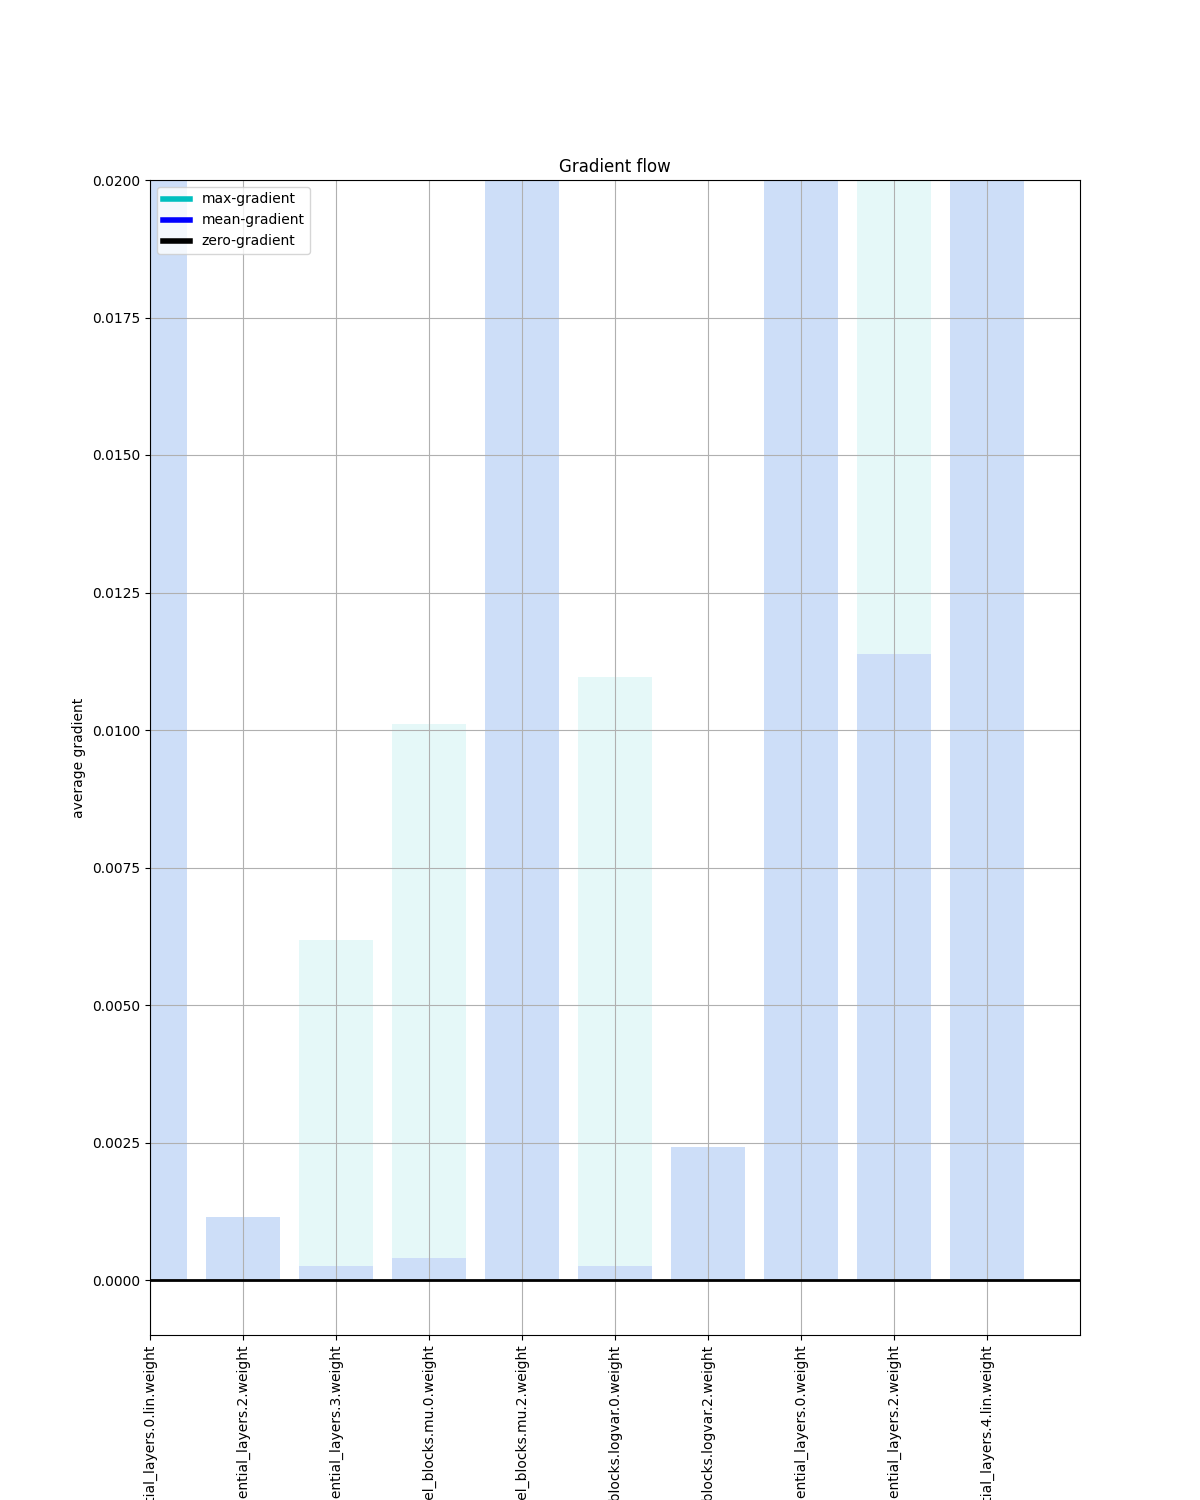 Gradient flow
max-gradient
mean-gradient
zero-gradient
0.0200
0.0175
0.0150
0.0125
0.0100
0.0075
0.0050
0.0025
0.0000
average gradient
tial_layers.0.lin.weight
ential_layers.2.weight
ential_layers.3.weight
el_blocks.mu.0.weight
el_blocks.mu.2.weight
blocks.logvar.0.weight
blocks.logvar.2.weight
ential_layers.0.weight
ential_layers.2.weight
tial_layers.4.lin.weight